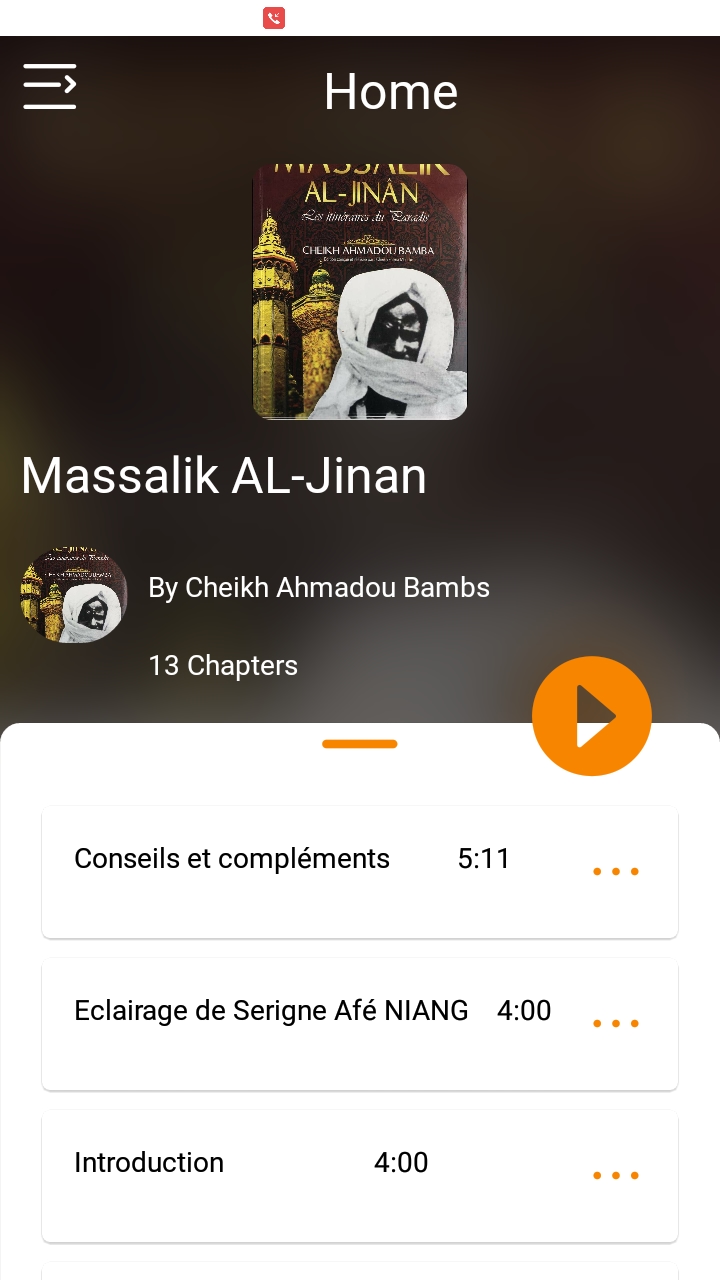 Home
MASSALIK
AL-JINÂN
Les itinéraires du Paradis
CHEIKH AHMADOU BAMBA
Massalik AL-Jinan
By Cheikh Ahmadou Bambs
13 Chapters
Conseils et compléments 5:11
Eclairage de Serigne Afé NIANG 4:00
Introduction 4:00